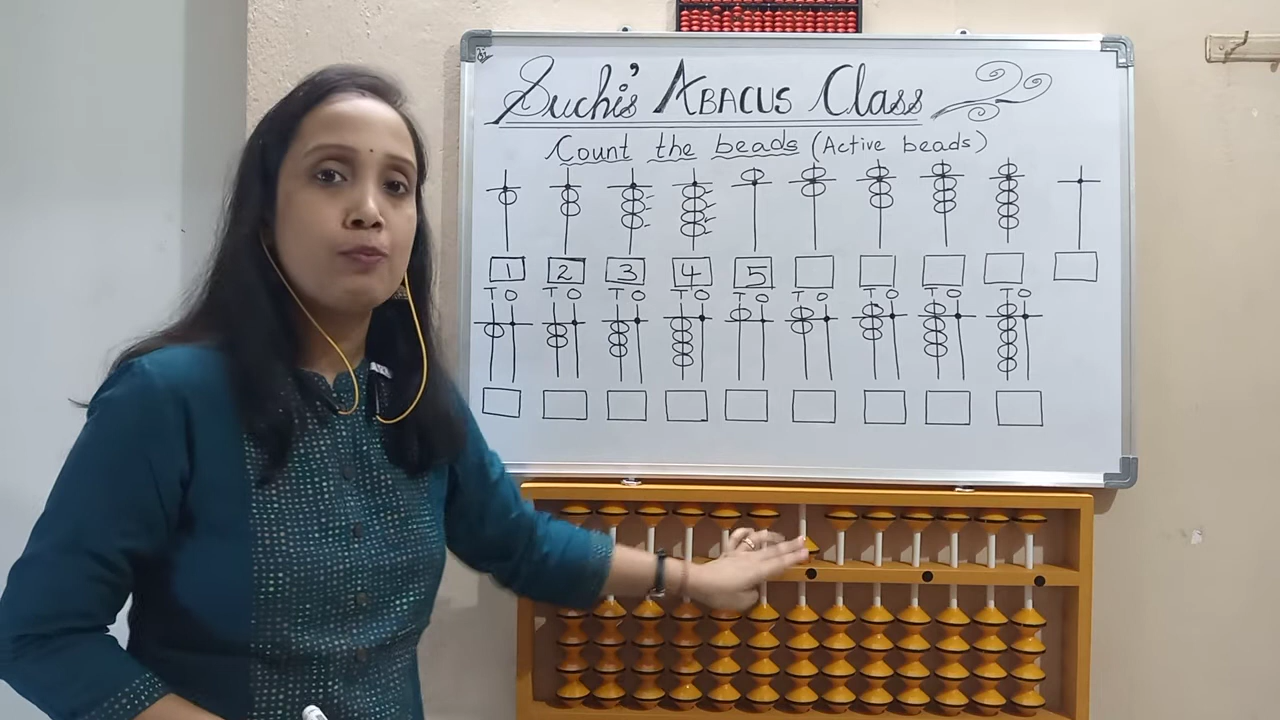 Suchi's ABACUS Class
Count the beads (Active beads)
1 2 3 4 5
T O T O T O T O T O T O T O T O T O